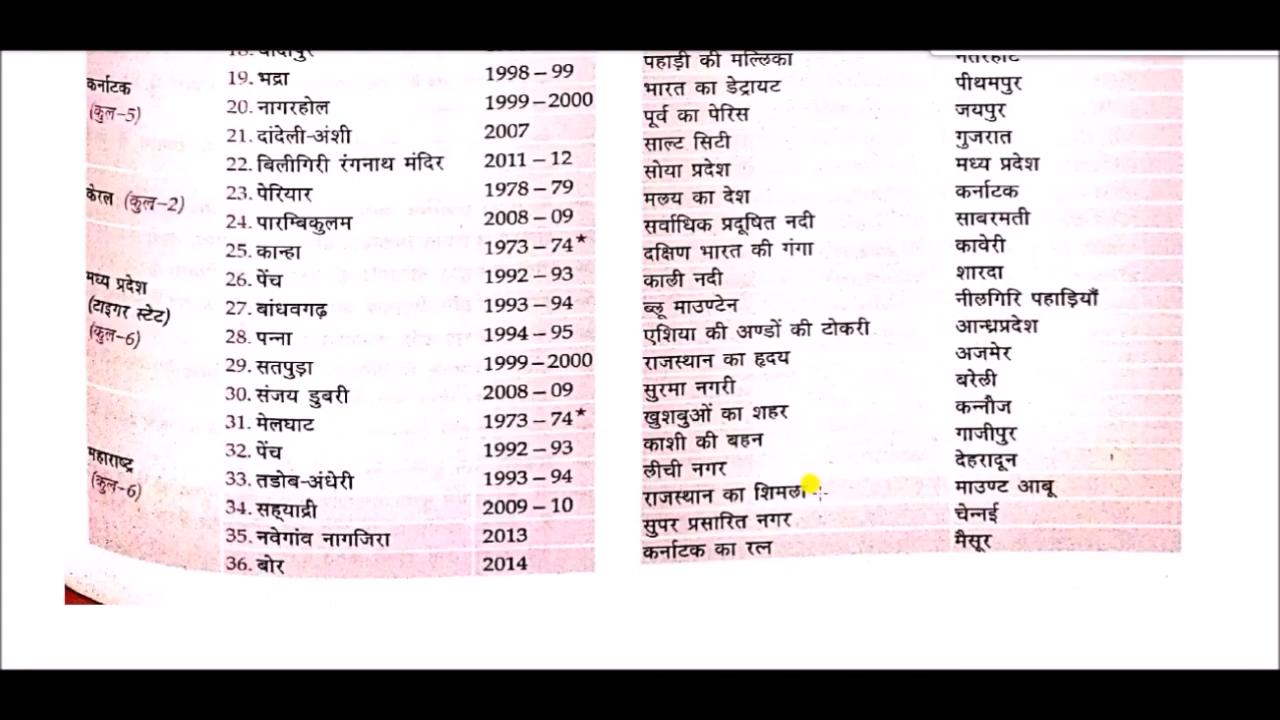 19. भद्रा 1998 – 99
कर्नाटक
(कुल-5)
20. नागरहोल 1999 – 2000
21. दांदेली-अंशी 2007
22. बिलीगिरी रंगनाथ मंदिर 2011 – 12
केरल (कुल-2)
23. पेरियार 1978 – 79
24. पारम्बिकुलम 2008 – 09
25. कान्हा 1973 – 74*
मध्य प्रदेश
(टाइगर स्टेट)
(कुल-6)
26. पेंच 1992 – 93
27. बांधवगढ़ 1993 – 94
28. पन्ना 1994 – 95
29. सतपुड़ा 1999 – 2000
30. संजय डुबरी 2008 – 09
31. मेलघाट 1973 – 74*
महाराष्ट्र
(कुल-6)
32. पेंच 1992 – 93
33. तडोब-अंधेरी 1993 – 94
34. सह्याद्री 2009 – 10
35. नवेगांव नागजिरा 2013
36. बोर 2014
पहाड़ी की मल्लिका नेतरहाट
भारत का डेट्रायट पीथमपुर
पूर्व का पेरिस जयपुर
साल्ट सिटी गुजरात
सोया प्रदेश मध्य प्रदेश
मलय का देश कर्नाटक
सर्वाधिक प्रदूषित नदी साबरमती
दक्षिण भारत की गंगा कावेरी
काली नदी शारदा
ब्लू माउण्टेन नीलगिरि पहाड़ियाँ
एशिया की अण्डों की टोकरी आन्ध्रप्रदेश
राजस्थान का हृदय अजमेर
सुरमा नगरी बरेली
खुशबुओं का शहर कन्नौज
काशी की बहन गाजीपुर
लीची नगर देहरादून
राजस्थान का शिमला माउण्ट आबू
सुपर प्रसारित नगर चेन्नई
कर्नाटक का रत्न मैसूर